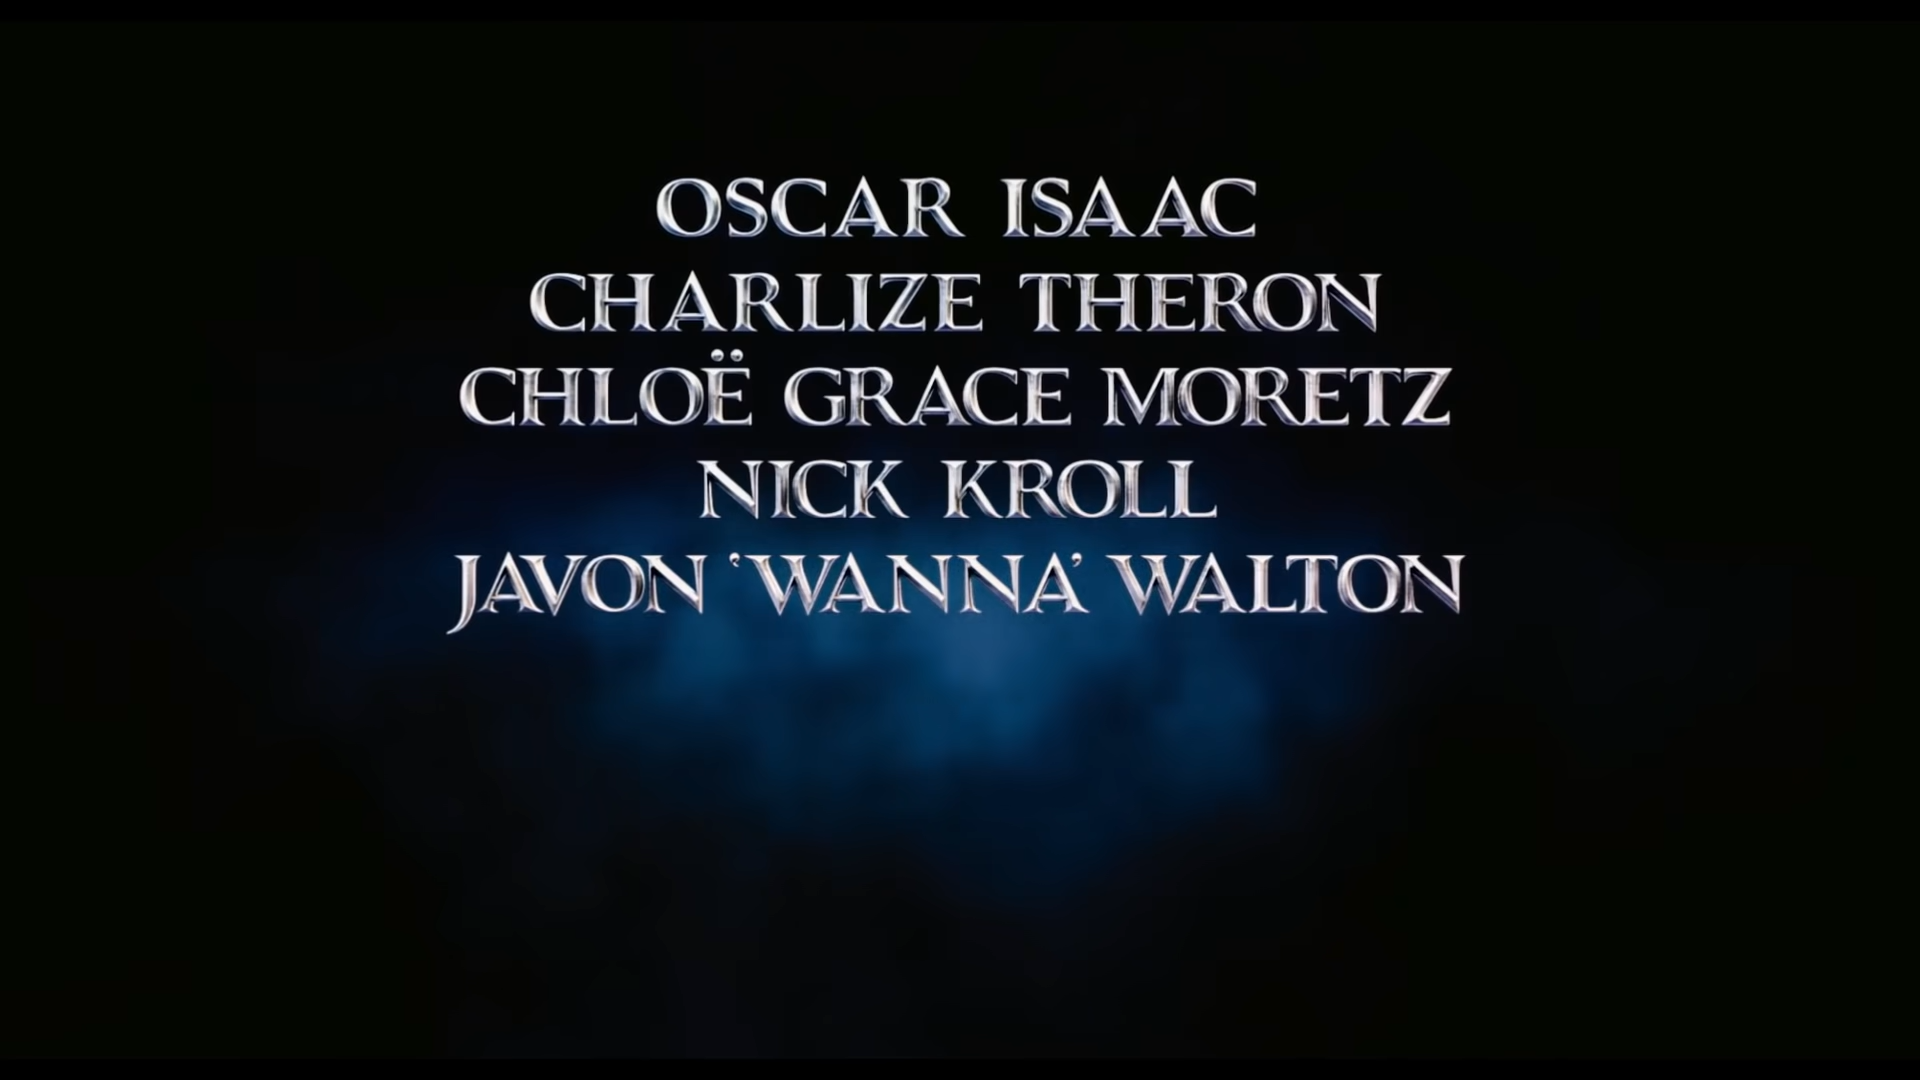 OSCAR ISAAC
CHARLIZE THERON
CHLOË GRACE MORETZ
NICK KROLL
JAVON ‘WANNA’ WALTON